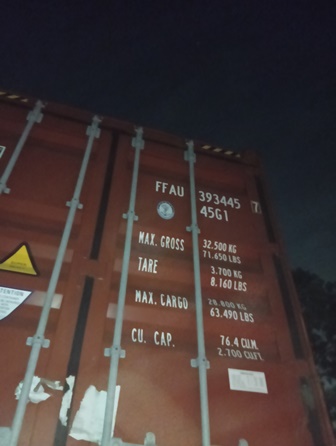 FFAU 393445 7
45G1
MAX. GROSS 32.500 KG
71.650 LBS
TARE 3.700 KG
8.160 LBS
MAX. CARGO 28.800 KG
63.490 LBS
CU. CAP. 76.4 CU.M.
2.700 CU.FT.